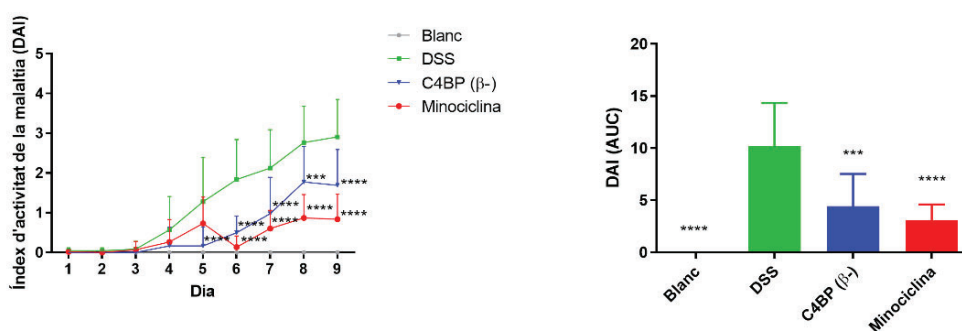 Índex d'activitat de la malaltia (DAI)
5
4
3
2
1
0
1 2 3 4 5 6 7 8 9
Dia
Blanc
DSS
C4BP (β-)
Minociclina
****
****
****
****
****
***
****
****
****
DAI (AUC)
20
15
10
5
0
****
***
****
Blanc
DSS
C4BP (β-)
Minociclina